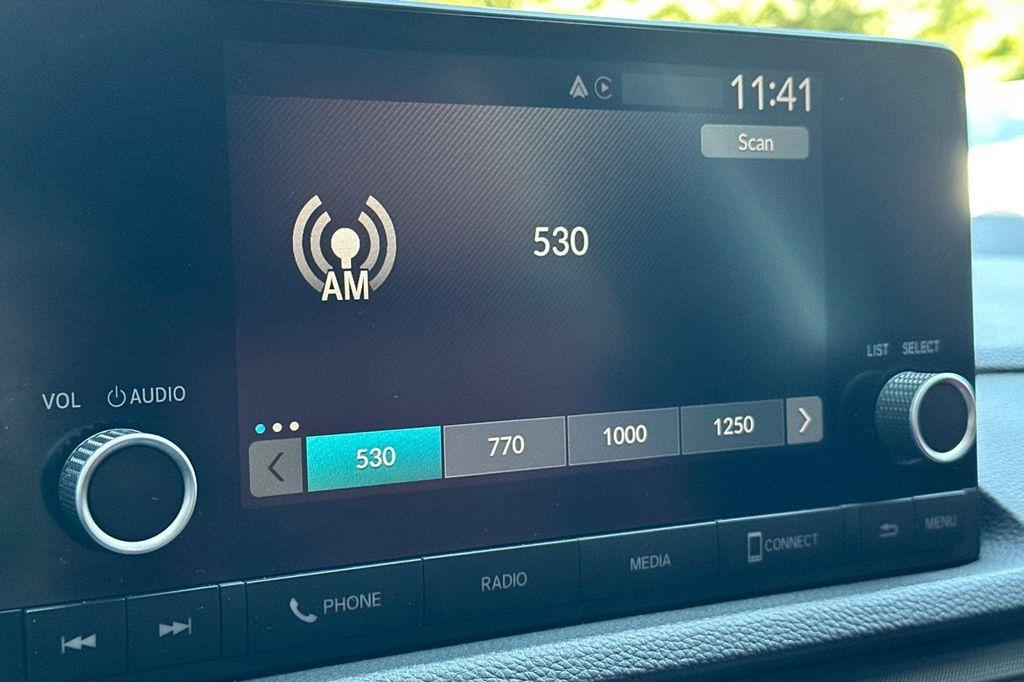 11:41
Scan
530
AM
LIST SELECT
VOL AUDIO
530 770 1000 1250
PHONE RADIO MEDIA CONNECT MENU